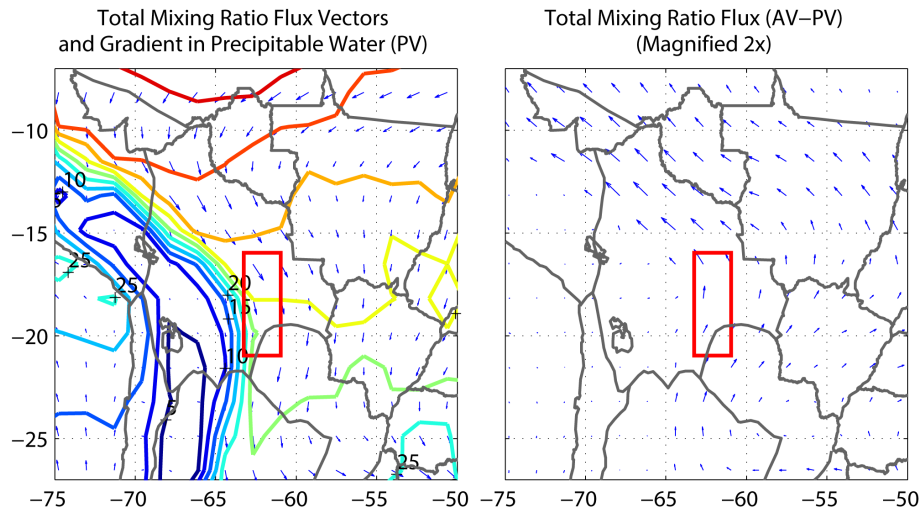 Total Mixing Ratio Flux Vectors
and Gradient in Precipitable Water (PV)
Total Mixing Ratio Flux (AV−PV)
(Magnified 2x)
−10
−15
−20
−25
10
25
25
20
15
10
5
25
−75 −70 −65 −60 −55 −50
−75 −70 −65 −60 −55 −50